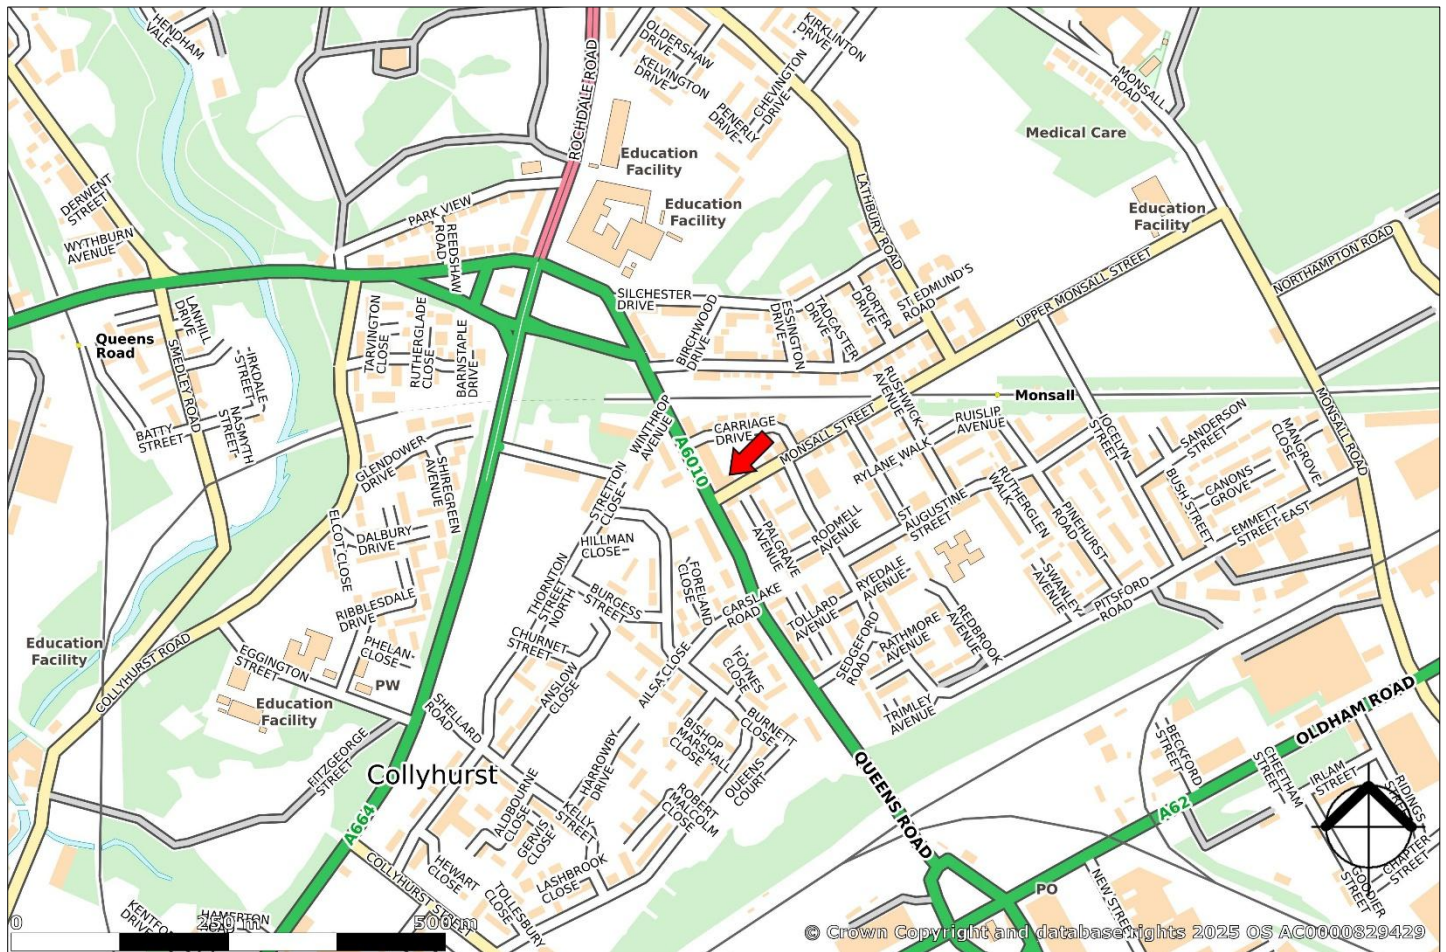 HENDHAM
VALE
ROCHDALE ROAD
OLDERSHAW
DRIVE
KELVINGTON
DRIVE
KIRKLINTON
DRIVE
CHEVINGTON
DRIVE
PENERLY
DRIVE
MONSALL
ROAD
Medical Care
Education
Facility
Education
Facility
Education
Facility
DERWENT
STREET
WYTHBURN
AVENUE
PARK VIEW
REEDSHAW
ROAD
LATHBURY ROAD
ST EDMUND'S
ROAD
UPPER MONSALL STREET
NORTHAMPTON ROAD
SILCHESTER
DRIVE
BIRCHWOOD
DRIVE
ESSINGTON
DRIVE
TADCASTER
DRIVE
PORTER
DRIVE
LANHILL
DRIVE
Queens
Road
SMEDLEY ROAD
IRKDALE
STREET
NASMYTH
STREET
BATTY
STREET
TARVINGTON
CLOSE
RUTHERGLADE
CLOSE
BARNSTAPLE
DRIVE
RUSHWICK
AVENUE
Monsall
MONSALL ROAD
WINTHROP
AVENUE
A6010
CARRIAGE
DRIVE
MONSALL STREET
RUISLIP
AVENUE
RYLANE WALK
JOCELYN
STREET
SANDERSON
STREET
MANGROVE
CLOSE
CANONS
GROVE
BUSH STREET
EMMETT
STREET EAST
GLENDOWER
DRIVE
SHIREGREEN
AVENUE
STRETTON
CLOSE
ELCOT CLOSE
DALBURY
DRIVE
HILLMAN
CLOSE
PALGRAVE
AVENUE
RODMELL
AVENUE
ST
AUGUSTINE
STREET
RUTHERGLEN
WALK
PINEHURST
ROAD
SWANLEY
AVENUE
PITSFORD
ROAD
THORNTON
STREET
NORTH
BURGESS
STREET
FORELAND
CLOSE
CARSLAKE
ROAD
RYEDALE
AVENUE
TOLLARD
AVENUE
SEDGEFORD
ROAD
RATHMORE
AVENUE
REDBROOK
AVENUE
TRIMLEY
AVENUE
RIBBLESDALE
DRIVE
PHELAN
CLOSE
PW
EGGINGTON
STREET
Education
Facility
Education
Facility
COLLYHURST ROAD
CHURNET
STREET
ANSLOW
CLOSE
AILSA CLOSE
FOYNES
CLOSE
BURNETT
CLOSE
BISHOP
MARSHALL
CLOSE
QUEENS
COURT
SHELLARD
ROAD
HARROWBY
DRIVE
FITZGEORGE
STREET
Collyhurst
A664
ALDBOURNE
CLOSE
GERVIS
CLOSE
KELLY
STREET
ROBERT
MALCOLM
CLOSE
LASHBROOK
CLOSE
HEWART
CLOSE
TOLLESBURY
CLOSE
COLLYHURST STREET
QUEENS ROAD
OLDHAM ROAD
A62
BECKFORD
STREET
CHEETHAM
STREET
IRLAM
STREET
RIDINGS
STREET
CHAPTER
STREET
GOODIER
STREET
NEW STREET
PO
HAMERTON
ROAD
0
250 m
500m
© Crown Copyright and database rights 2025 OS AC0000829429